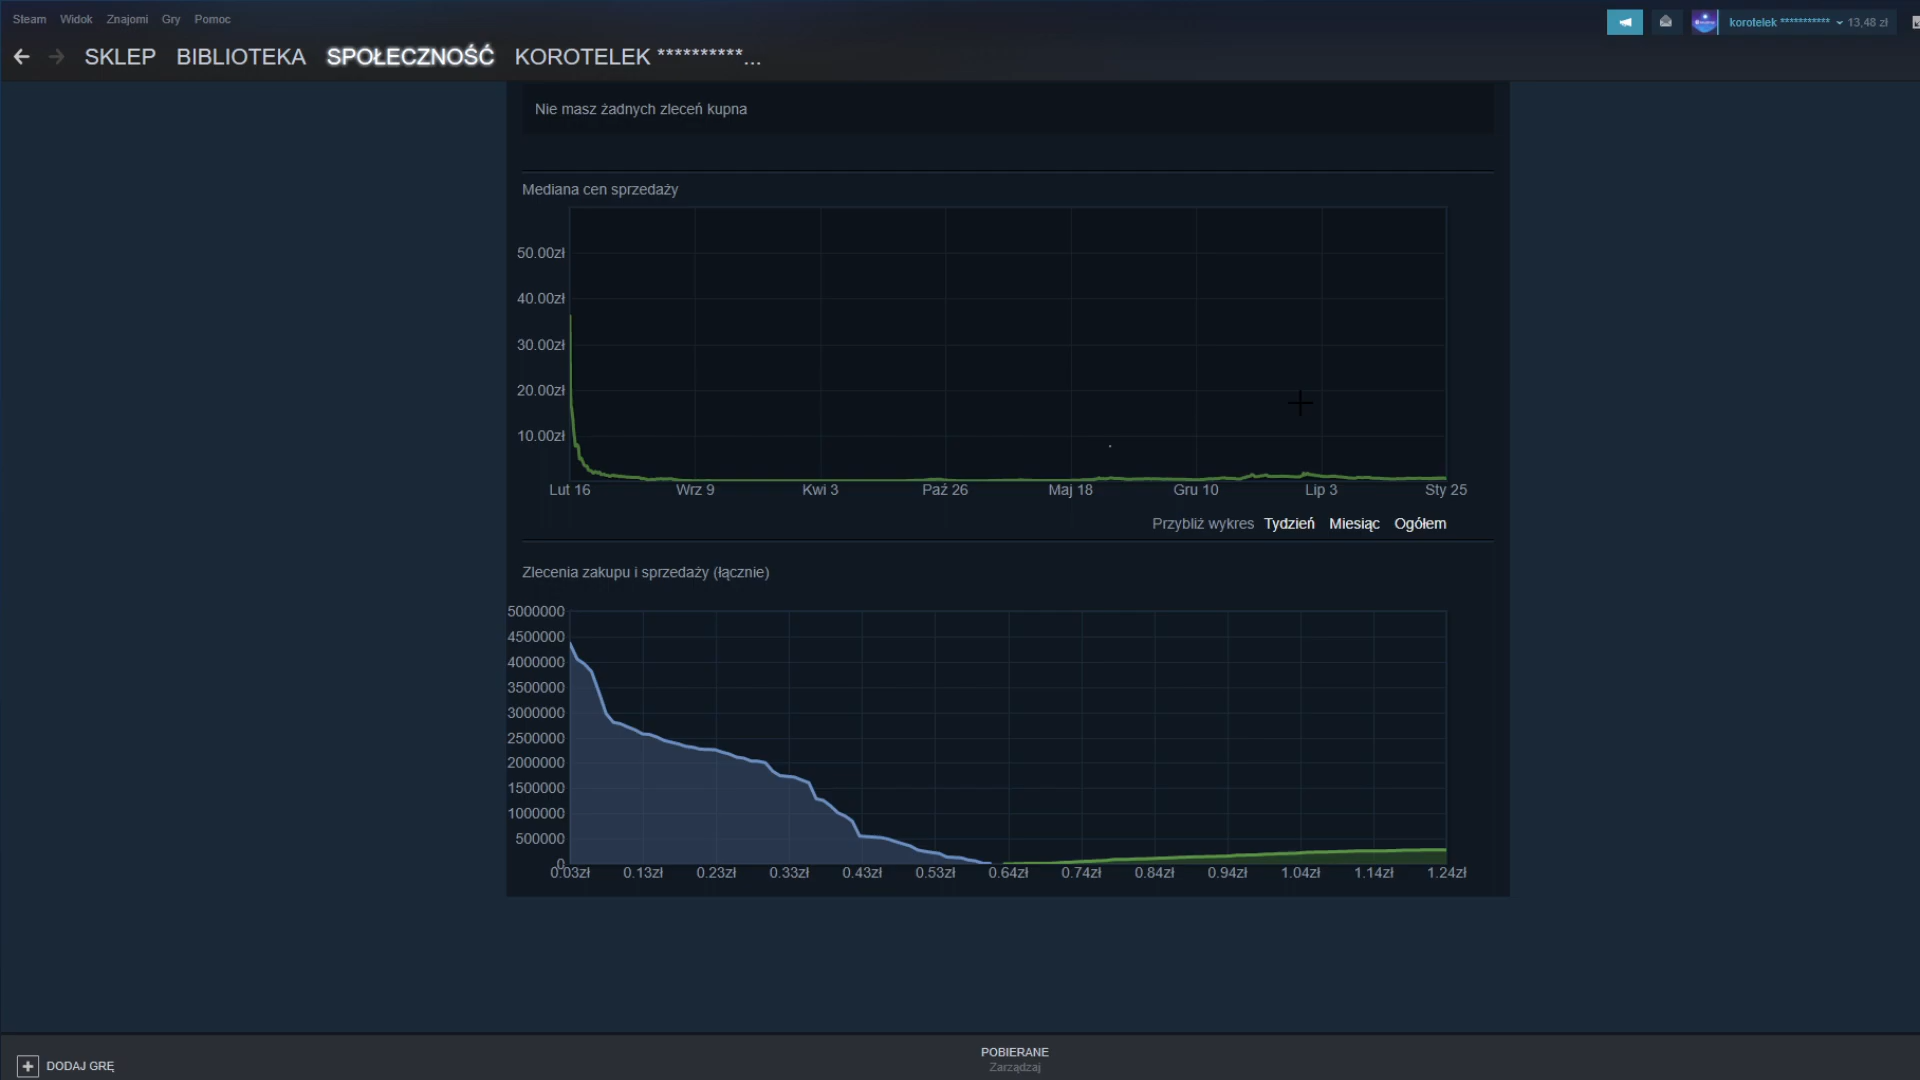 Steam Widok Znajomi Gry Pomoc
korotelek *********** 13,48 zł
SKLEP BIBLIOTEKA SPOŁECZNOŚĆ KOROTELEK **********...
Nie masz żadnych zleceń kupna
Mediana cen sprzedaży
50.00zł
40.00zł
30.00zł
20.00zł
10.00zł
Lut 16 Wrz 9 Kwi 3 Paź 26 Maj 18 Gru 10 Lip 3 Sty 25
Przybliż wykres Tydzień Miesiąc Ogółem
Zlecenia zakupu i sprzedaży (łącznie)
5000000
4500000
4000000
3500000
3000000
2500000
2000000
1500000
1000000
500000
0
0.03zł 0.13zł 0.23zł 0.33zł 0.43zł 0.53zł 0.64zł 0.74zł 0.84zł 0.94zł 1.04zł 1.14zł 1.24zł
DODAJ GRĘ
POBIERANE
Zarządzaj